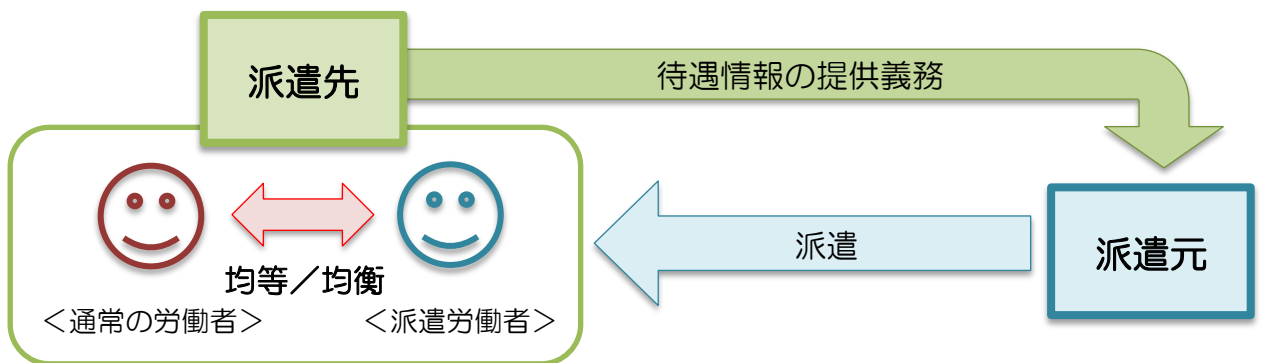 派遣先
待遇情報の提供義務
派遣
派遣元
均等／均衡
＜通常の労働者＞
＜派遣労働者＞